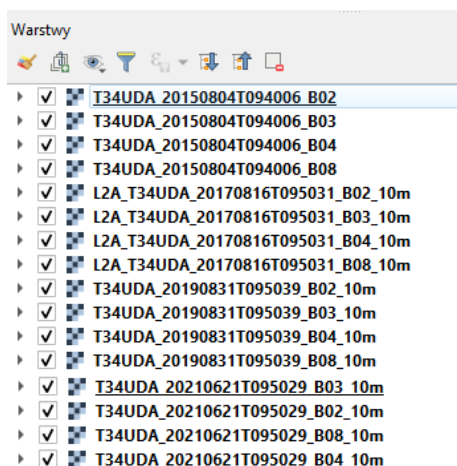 Warstwy
T34UDA_20150804T094006_B02
T34UDA_20150804T094006_B03
T34UDA_20150804T094006_B04
T34UDA_20150804T094006_B08
L2A_T34UDA_20170816T095031_B02_10m
L2A_T34UDA_20170816T095031_B03_10m
L2A_T34UDA_20170816T095031_B04_10m
L2A_T34UDA_20170816T095031_B08_10m
T34UDA_20190831T095039_B02_10m
T34UDA_20190831T095039_B03_10m
T34UDA_20190831T095039_B04_10m
T34UDA_20190831T095039_B08_10m
T34UDA_20210621T095029_B03_10m
T34UDA_20210621T095029_B02_10m
T34UDA_20210621T095029_B08_10m
T34UDA_20210621T095029_B04_10m